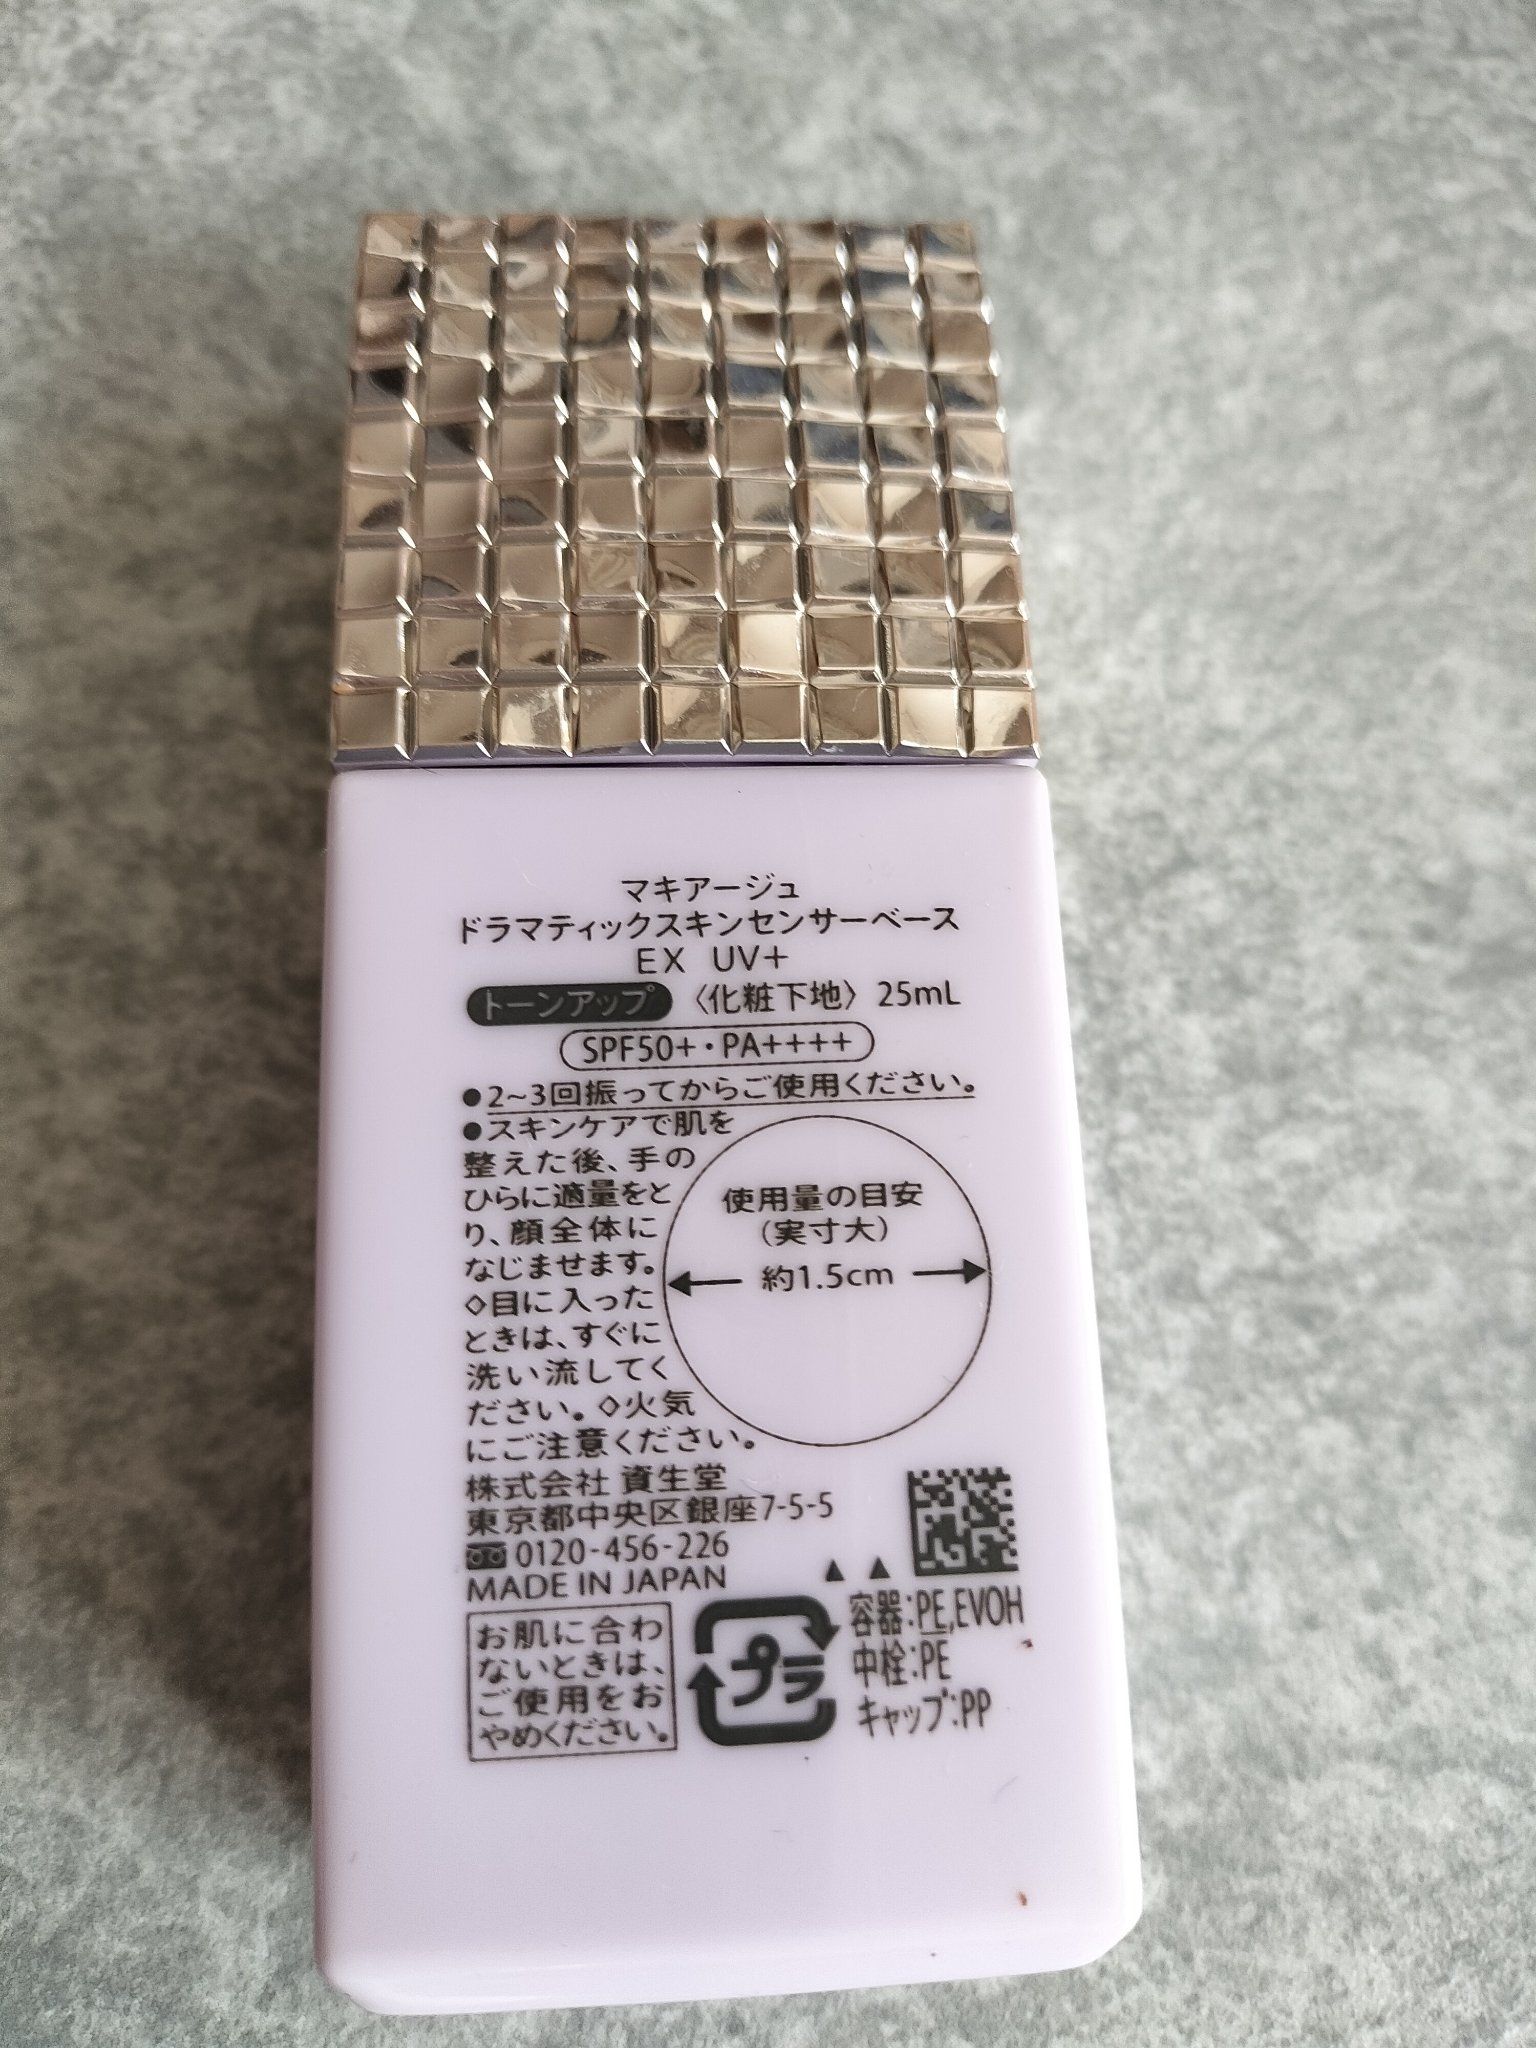 マキアージュ
ドラマティックスキンセンサーベース
EX UV+
トーンアップ 〈化粧下地〉 25mL
SPF50+・PA++++
●2~3回振ってからご使用ください。
●スキンケアで肌を
整えた後、手の
ひらに適量をと
り、顔全体に
なじませます。
◇目に入った
ときは、すぐに
洗い流してく
ださい。◇火気
にご注意ください。
使用量の目安
(実寸大)
約1.5cm
株式会社 資生堂
東京都中央区銀座7-5-5
0120-456-226
MADE IN JAPAN
お肌に合わ
ないときは、
ご使用をお
やめください。
プラ
容器:PE,EVOH
中栓:PE
キャップ:PP